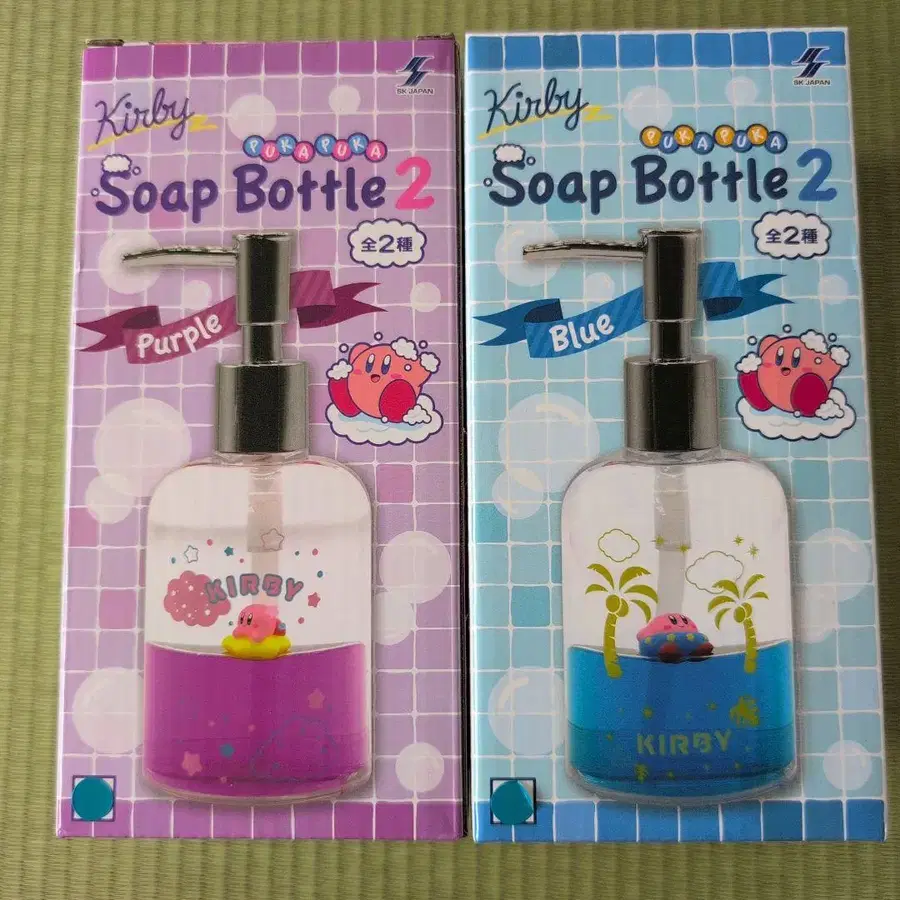 SK JAPAN
Kirby
PUKAPUKA
Soap Bottle 2
全2種
Purple
KIRBY
SK JAPAN
Kirby
PUKAPUKA
Soap Bottle 2
全2種
Blue
KIRBY